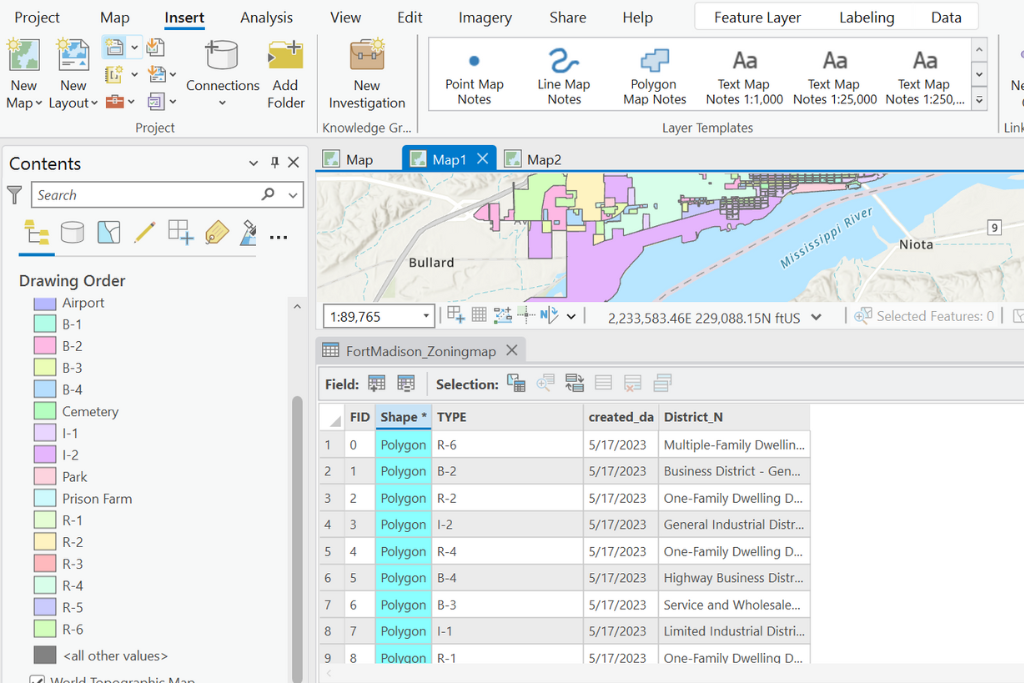 Project Map Insert Analysis View Edit Imagery Share Help Feature Layer Labeling Data
New Map
New Layout
Connections
Add Folder
New Investigation
Point Map Notes
Line Map Notes
Polygon Map Notes
Aa Text Map Notes 1:1,000
Aa Text Map Notes 1:25,000
Aa Text Map Notes 1:250,...
Project
Knowledge Gr...
Layer Templates
Contents
Search
Drawing Order
Airport
B-1
B-2
B-3
B-4
Cemetery
I-1
I-2
Park
Prison Farm
R-1
R-2
R-3
R-4
R-5
R-6
<all other values>
World Topographic Map
Map Map1 Map2
Bullard
Mississippi River
Niota
9
1:89,765
2,233,583.46E 229,088.15N ftUS
Selected Features: 0
FortMadison_Zoningmap
Field: Selection:
FID Shape * TYPE created_da District_N
1 0 Polygon R-6 5/17/2023 Multiple-Family Dwellin...
2 1 Polygon B-2 5/17/2023 Business District - Gen...
3 2 Polygon R-2 5/17/2023 One-Family Dwelling D...
4 3 Polygon I-2 5/17/2023 General Industrial Distr...
5 4 Polygon R-4 5/17/2023 One-Family Dwelling D...
6 5 Polygon B-4 5/17/2023 Highway Business Distr...
7 6 Polygon B-3 5/17/2023 Service and Wholesale...
8 7 Polygon I-1 5/17/2023 Limited Industrial Distri...
9 8 Polygon R-1 5/17/2023 One-Family Dwelling D...